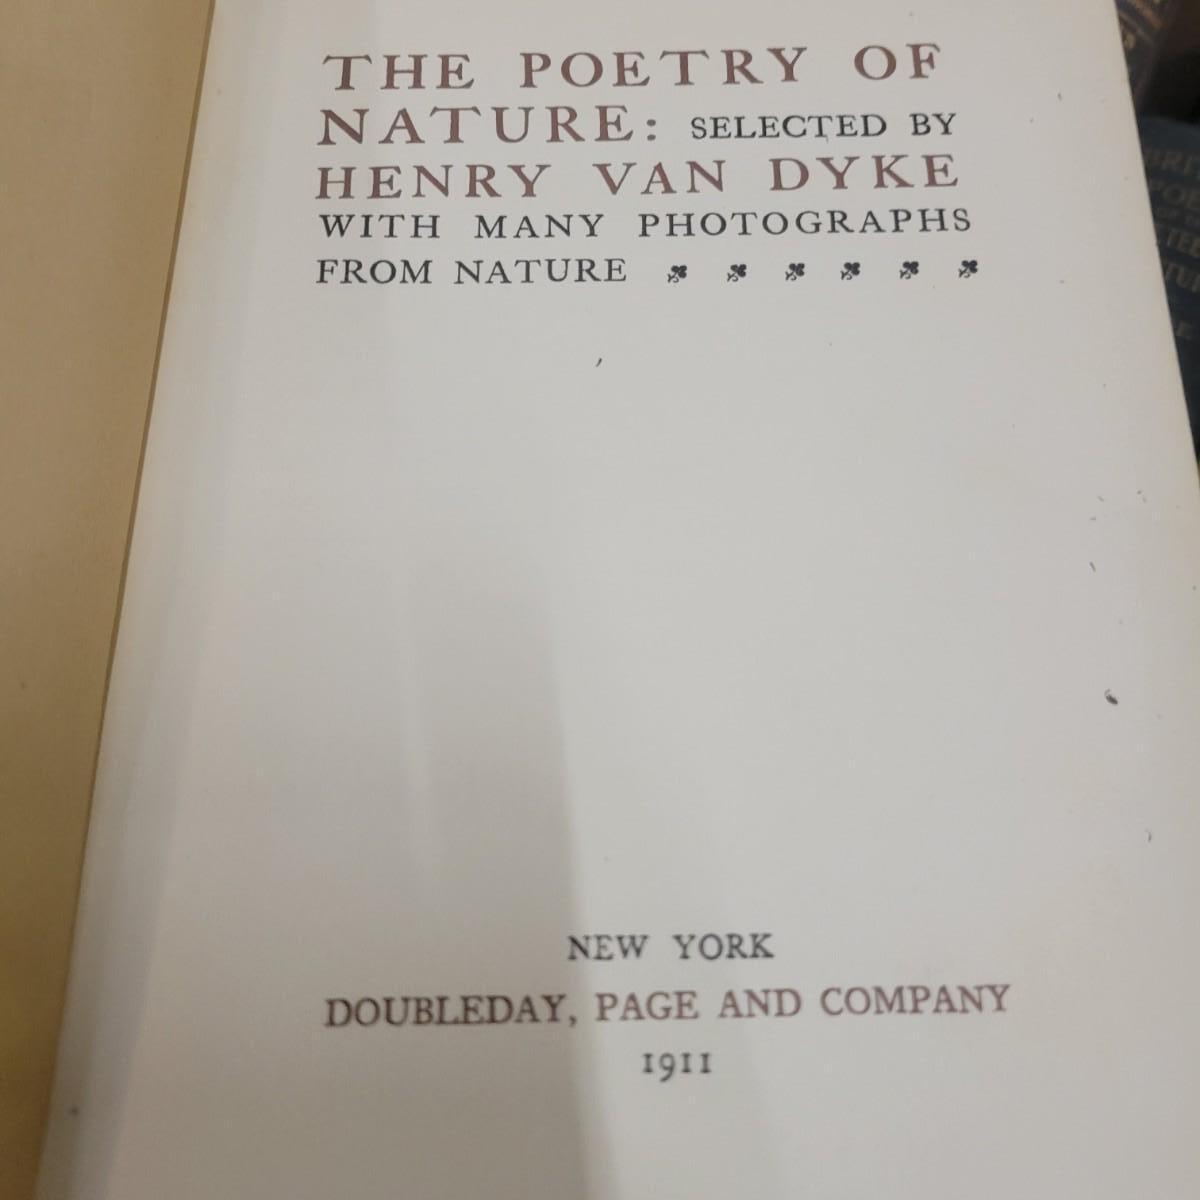 THE POETRY OF
NATURE: SELECTED BY
HENRY VAN DYKE
WITH MANY PHOTOGRAPHS
FROM NATURE
NEW YORK
DOUBLEDAY, PAGE AND COMPANY
1911